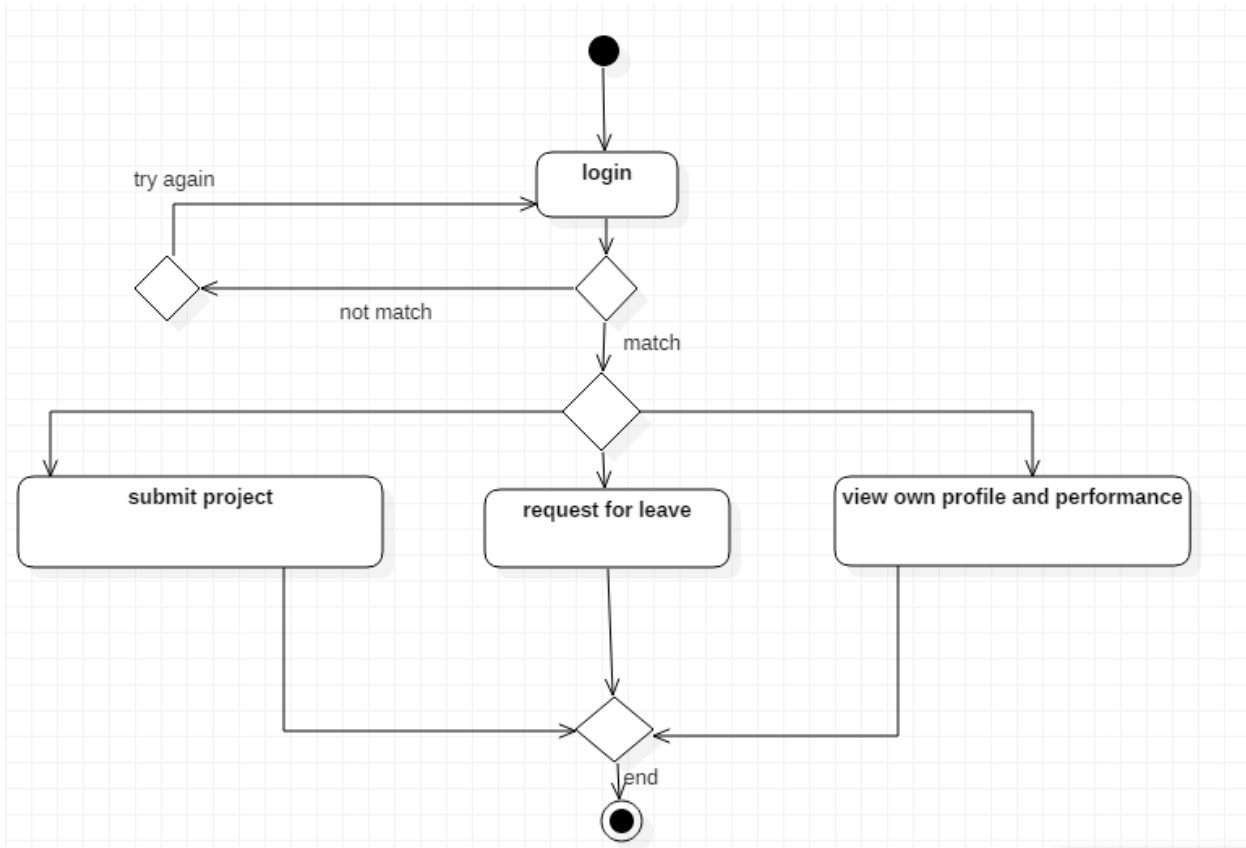 login
try again
not match
match
submit project
request for leave
view own profile and performance
end